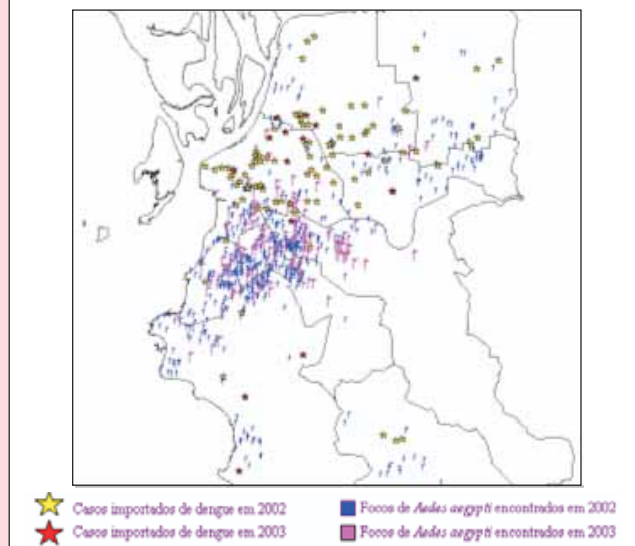 Casos importados de dengue em 2002
Casos importados de dengue em 2003
Focos de Aedes aegypti encontrados em 2002
Focos de Aedes aegypti encontrados em 2003